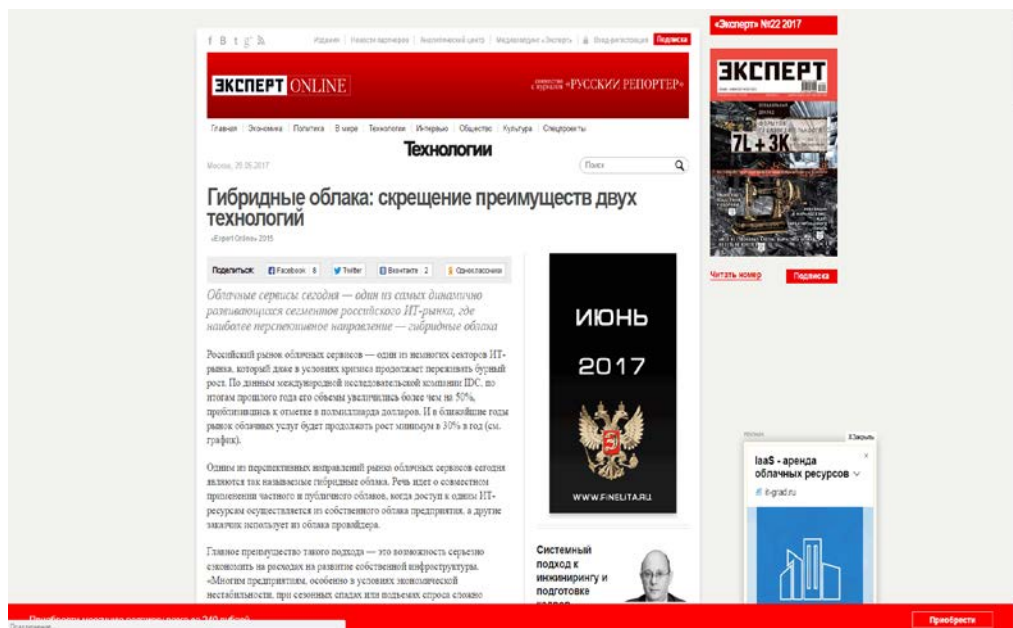 «Эксперт» №22 2017
f В t g+
Издания | Новости партнеров | Аналитический центр | Медиахолдинг «Эксперт» | Вход-регистрация Подписка
ЭКСПЕРТ ONLINE
совместно с журналом «РУССКИЙ РЕПОРТЕР»
Главная Экономика Политика В мире Технологии Интервью Общество Культура Спецпроекты
Технологии
Москва, 29.05.2017
Поиск
Гибридные облака: скрещение преимуществ двух
технологий
«Expert Online» 2015
Поделиться: Facebook 8 Twitter Вконтакте 2 Одноклассники
Облачные сервисы сегодня — один из самых динамично
развивающихся сегментов российского ИТ-рынка, где
наиболее перспективное направление — гибридные облака
Российский рынок облачных сервисов — один из немногих секторов ИТ-
рынка, который даже в условиях кризиса продолжает переживать бурный
рост. По данным международной исследовательской компании IDC, по
итогам прошлого года его объемы увеличились более чем на 50%,
приблизившись к отметке в полмиллиарда долларов. И в ближайшие годы
рынок облачных услуг будет продолжать рост минимум в 30% в год (см.
график).
Одним из перспективных направлений рынка облачных сервисов сегодня
являются так называемые гибридные облака. Речь идет о совместном
применении частного и публичного облаков, когда доступ к одним ИТ-
ресурсам осуществляется из собственного облака предприятия, а другие
заказчик использует из облака провайдера.
Главное преимущество такого подхода — это возможность серьезно
сэкономить на расходах на развитие собственной инфраструктуры.
«Многим предприятиям, особенно в условиях экономической
нестабильности, при сезонных спадах или подъемах спроса сложно
ИЮНЬ
2017
WWW.FINELITA.RU
Системный
подход к
инжинирингу и
подготовке
кадров
ЭКСПЕРТ
7L + 3K
Читать номер
Подписка
Закрыть
IaaS - аренда
облачных ресурсов
it-grad.ru
Приобрести